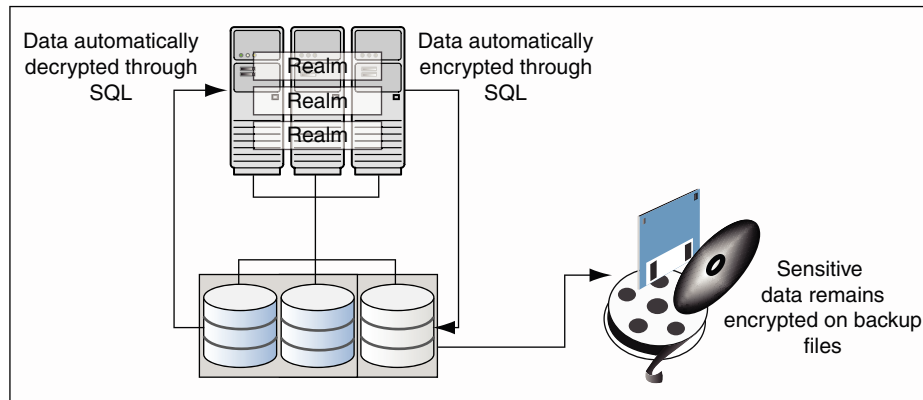 Data automatically
decrypted through
SQL
Realm
Realm
Realm
Data automatically
encrypted through
SQL
Sensitive
data remains
encrypted on backup
files